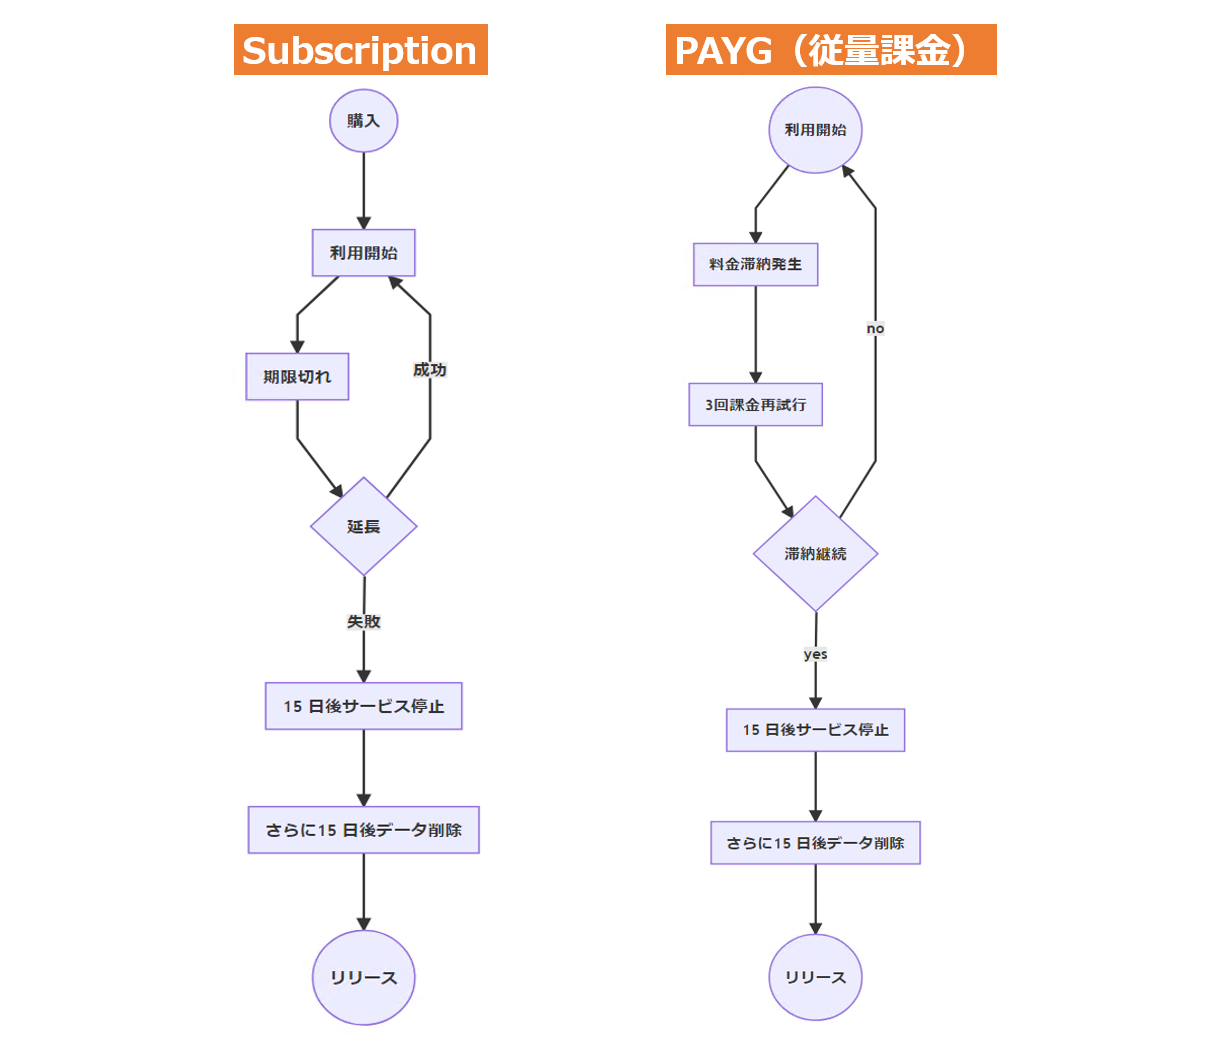 Subscription
購入
利用開始
期限切れ
成功
延長
失敗
15 日後サービス停止
さらに15 日後データ削除
リリース
PAYG（従量課金）
利用開始
料金滞納発生
no
3回課金再試行
滞納継続
yes
15 日後サービス停止
さらに15 日後データ削除
リリース